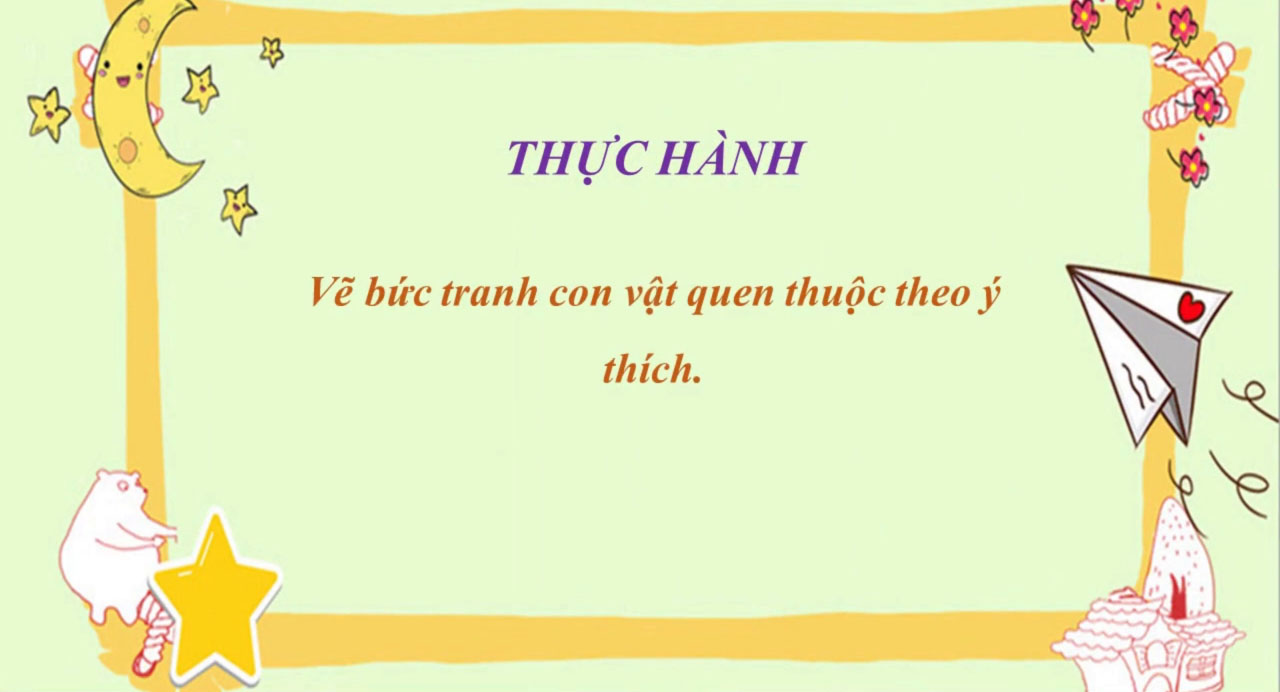 THỰC HÀNH
Vẽ bức tranh con vật quen thuộc theo ý
thích.